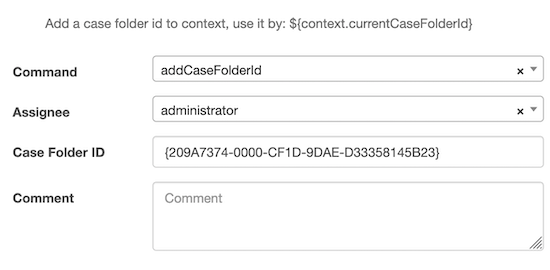 Add a case folder id to context, use it by: ${context.currentCaseFolderId}
Command addCaseFolderId × ▼
Assignee administrator × ▼
Case Folder ID {209A7374-0000-CF1D-9DAE-D33358145B23}
Comment Comment